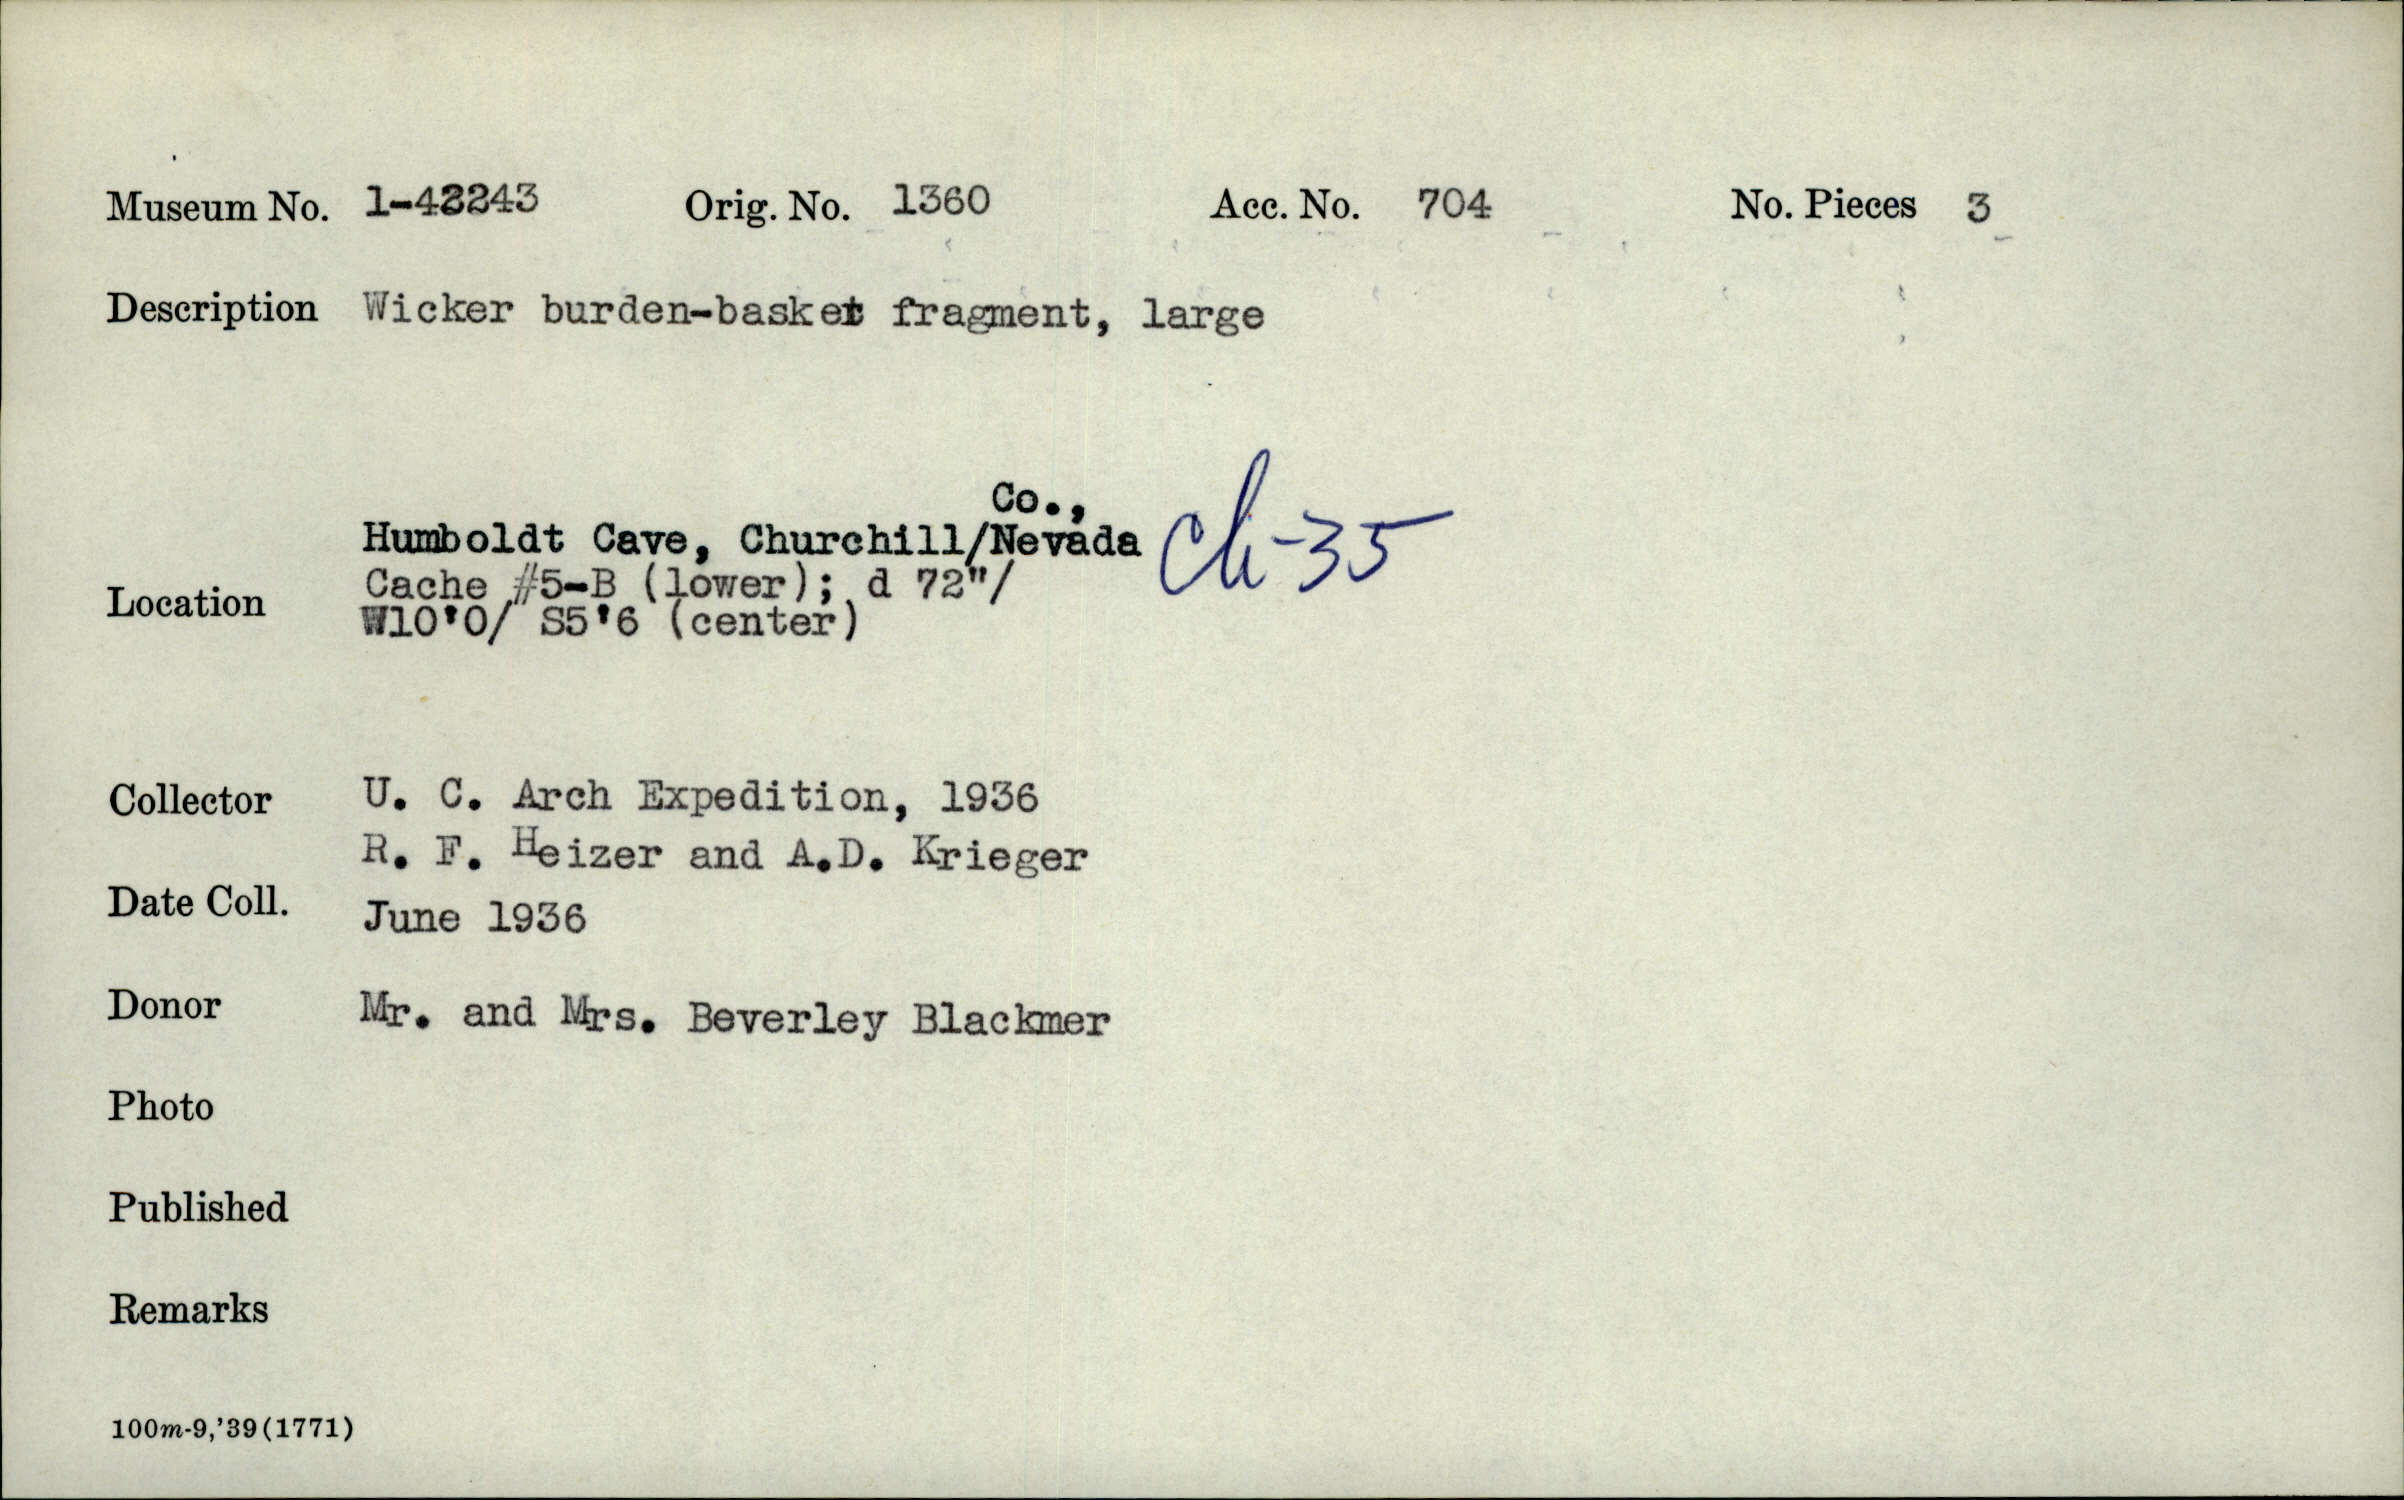 Museum No. 1-42243 Orig. No. 1360 Acc. No. 704 No. Pieces 3
Description Wicker burden-basket fragment, large
Co.,
Humboldt Cave, Churchill/Nevada Ch-35
Location Cache #5-B (lower); d 72"/
W10'0/ S5'6 (center)
Collector U. C. Arch Expedition, 1936
R. F. Heizer and A.D. Krieger
Date Coll. June 1936
Donor Mr. and Mrs. Beverley Blackmer
Photo
Published
Remarks
100m-9,'39(1771)